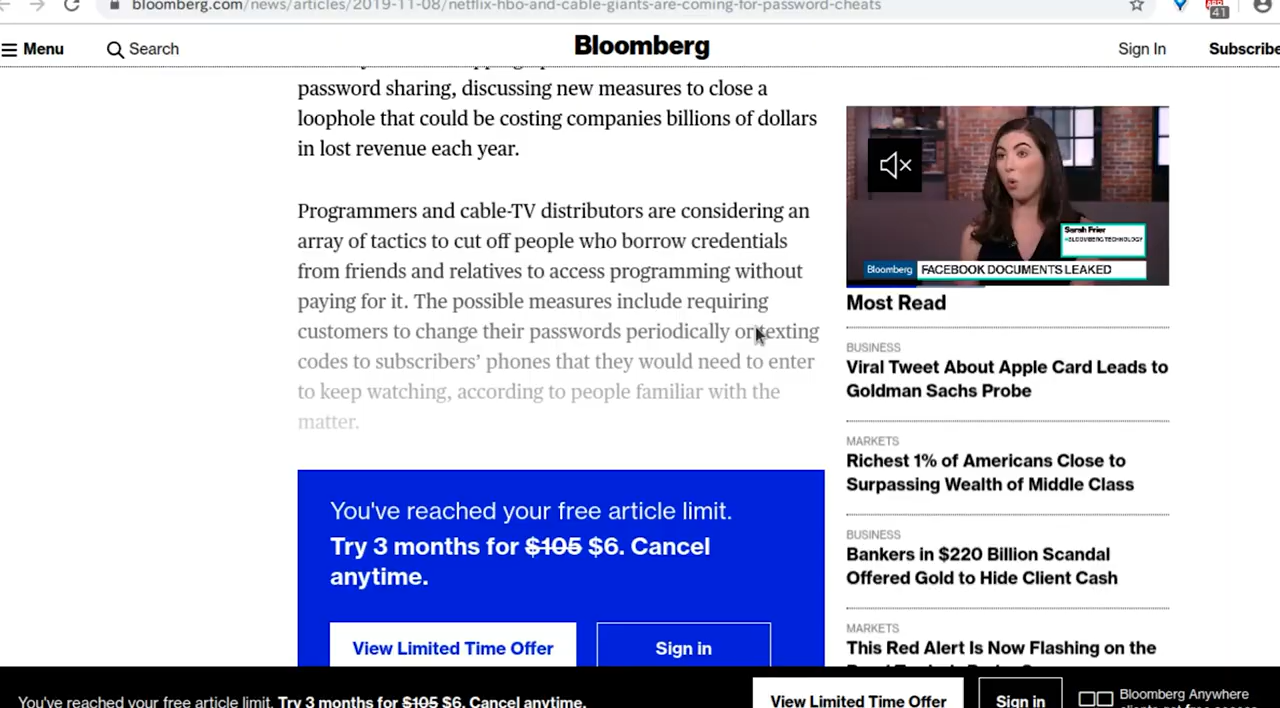 bloomberg.com/news/articles/2019-11-08/netflix-hbo-and-cable-giants-are-coming-for-password-cheats
41
Menu
Search
Bloomberg
Sign In
Subscribe
password sharing, discussing new measures to close a
loophole that could be costing companies billions of dollars
in lost revenue each year.
Programmers and cable-TV distributors are considering an
array of tactics to cut off people who borrow credentials
from friends and relatives to access programming without
paying for it. The possible measures include requiring
customers to change their passwords periodically or texting
codes to subscribers' phones that they would need to enter
to keep watching, according to people familiar with the
matter.
You've reached your free article limit.
Try 3 months for $105 $6. Cancel
anytime.
View Limited Time Offer
Sign in
Sarah Frier
Bloomberg
FACEBOOK DOCUMENTS LEAKED
Most Read
BUSINESS
Viral Tweet About Apple Card Leads to
Goldman Sachs Probe
MARKETS
Richest 1% of Americans Close to
Surpassing Wealth of Middle Class
BUSINESS
Bankers in $220 Billion Scandal
Offered Gold to Hide Client Cash
MARKETS
This Red Alert Is Now Flashing on the
You've reached your free article limit. Try 3 months for $105 $6. Cancel anytime.
View Limited Time Offer
Sign in
Bloomberg Anywhere